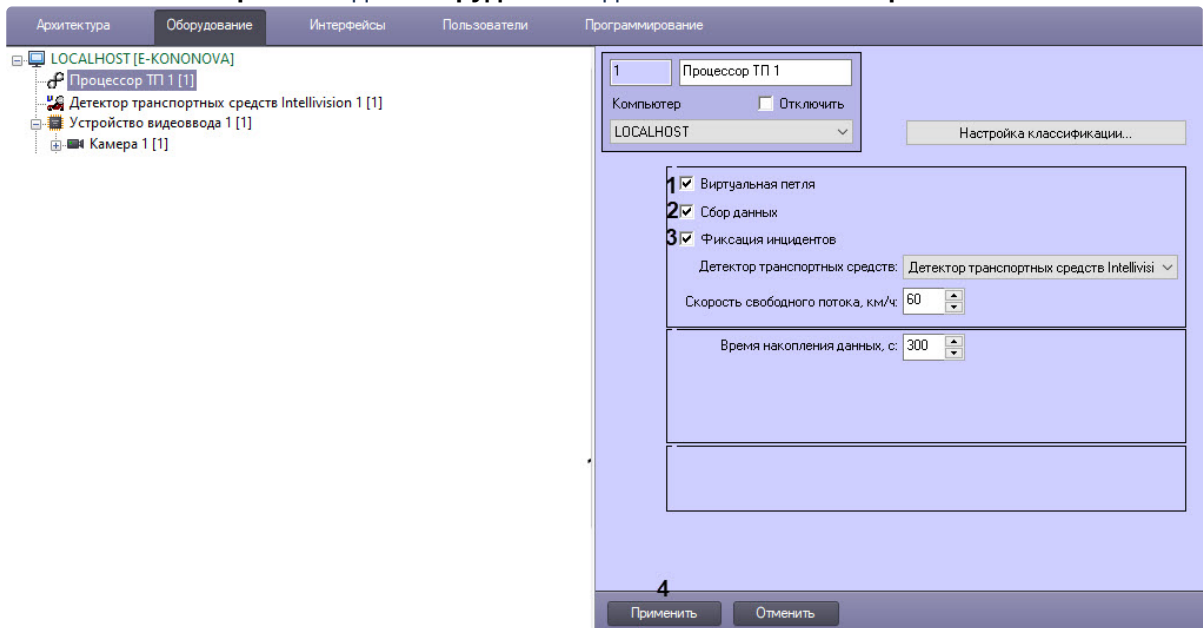 Архитектура Оборудование Интерфейсы Пользователи Программирование
LOCALHOST [E-KONONOVA]
Процессор ТП 1 [1]
Детектор транспортных средств Intellivision 1 [1]
Устройство видеоввода 1 [1]
Камера 1 [1]
1 Процессор ТП 1
Компьютер Отключить
LOCALHOST
Настройка классификации...
1 Виртуальная петля
2 Сбор данных
3 Фиксация инцидентов
Детектор транспортных средств: Детектор транспортных средств Intellivisi
Скорость свободного потока, км/ч: 60
Время накопления данных, с: 300
4
Применить Отменить